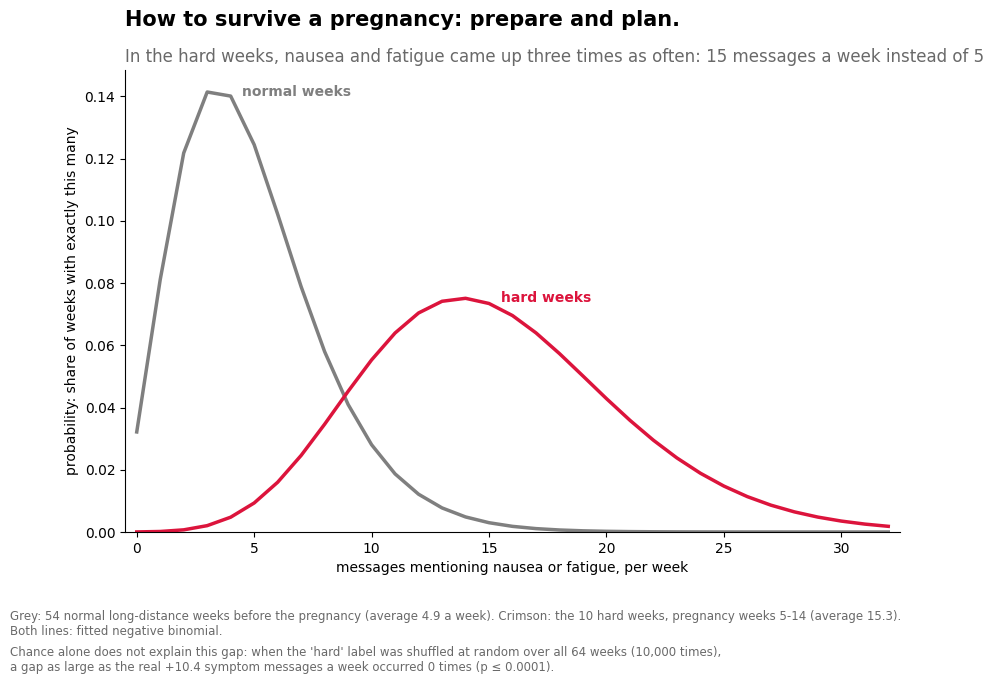 How to survive a pregnancy: prepare and plan.
In the hard weeks, nausea and fatigue came up three times as often: 15 messages a week instead of 5
normal weeks
hard weeks
probability: share of weeks with exactly this many
0.14
0.12
0.10
0.08
0.06
0.04
0.02
0.00
0 5 10 15 20 25 30
messages mentioning nausea or fatigue, per week
Grey: 54 normal long-distance weeks before the pregnancy (average 4.9 a week). Crimson: the 10 hard weeks, pregnancy weeks 5-14 (average 15.3).
Both lines: fitted negative binomial.
Chance alone does not explain this gap: when the 'hard' label was shuffled at random over all 64 weeks (10,000 times),
a gap as large as the real +10.4 symptom messages a week occurred 0 times (p ≤ 0.0001).